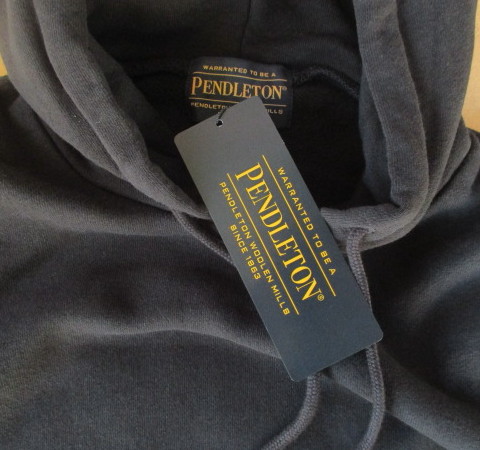 WARRANTED TO BE A
PENDLETON®
WARRANTED TO BE A
PENDLETON®
PENDLETON WOOLEN MILLS
SINCE 1863